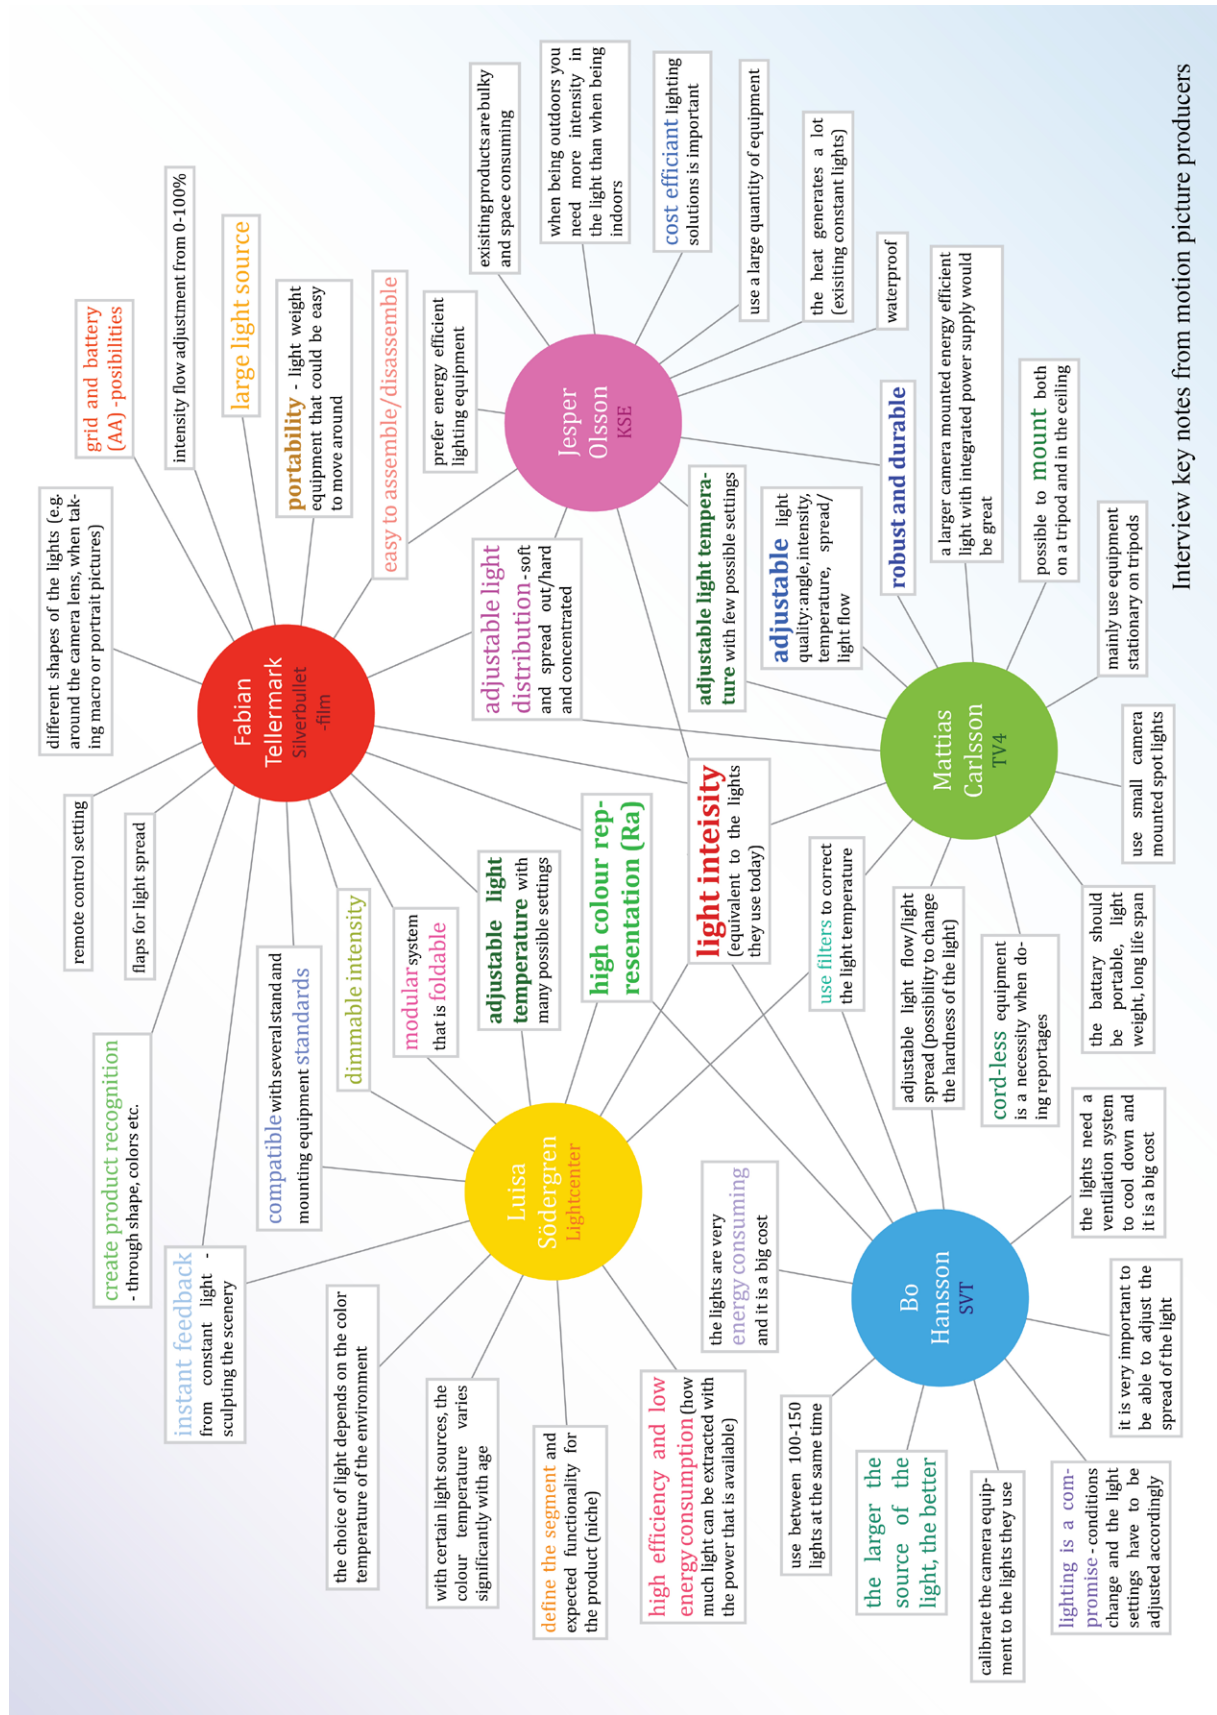 create product recognition
- through shape, colors etc.
remote control setting
flaps for light spread
different shapes of the lights (e.g.
around the camera lens, when tak-
ing macro or portrait pictures)
grid and battery
(AA) -posibilities
intensity flow adjustment from 0-100%
large light source
portability - light weight
equipment that could be easy
to move around
easy to assemble/disassemble
instant feedback
from constant light -
sculpting the scenery
compatible with several stand and
mounting equipment standards
dimmable intensity
modular system
that is foldable
Fabian
Tellermark
Silverbullet
-film
the choice of light depends on the color
temperature of the environment
with certain light sources, the
colour temperature varies
significantly with age
define the segment and
expected functionality for
the product (niche)
high efficiency and low
energy consumption (how
much light can be extracted with
the power that is available)
Luisa
Södergren
Lightcenter
adjustable light
temperature with
many possible settings
high colour rep-
resentation (Ra)
adjustable light
distribution - soft
and spread out/hard
and concentrated
prefer energy efficient
lighting equipment
exisiting products are bulky
and space consuming
when being outdoors you
need more intensity in
the light than when being
indoors
cost efficiant lighting
solutions is important
use a large quantity of equipment
the heat generates a lot
(exisiting constant lights)
waterproof
Jesper
Olsson
KSE
light inteisity
(equivalent to the lights
they use today)
adjustable light tempera-
ture with few possible settings
adjustable light
quality: angle, intensity,
temperature, spread/
light flow
robust and durable
a larger camera mounted energy efficient
light with integrated power supply would
be great
possible to mount both
on a tripod and in the ceiling
mainly use equipment
stationary on tripods
use small camera
mounted spot lights
the battary should
be portable, light
weight, long life span
cord-less equipment
is a necessity when do-
ing reportages
adjustable light flow/light
spread (possibility to change
the hardness of the light)
use filters to correct
the light temperature
Mattias
Carlsson
TV4
the lights are very
energy consuming
and it is a big cost
use between 100-150
lights at the same time
the larger the
source of the
light, the better
calibrate the camera equip-
ment to the lights they use
lighting is a com-
promise - conditions
change and the light
settings have to be
adjusted accordingly
it is very important to
be able to adjust the
spread of the light
the lights need a
ventilation system
to cool down and
it is a big cost
Bo
Hansson
SVT
Interview key notes from motion picture producers